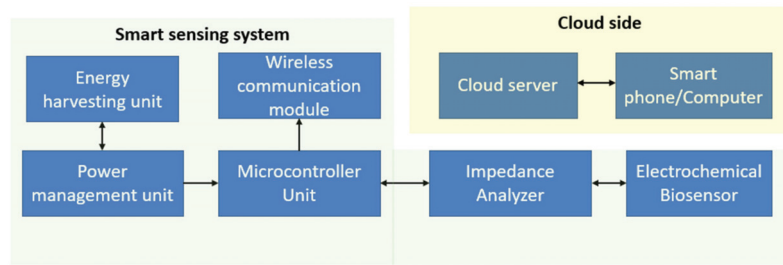 Smart sensing system
Cloud side
Energy
harvesting unit
Wireless
communication
module
Cloud server
Smart
phone/Computer
Power
management unit
Microcontroller
Unit
Impedance
Analyzer
Electrochemical
Biosensor